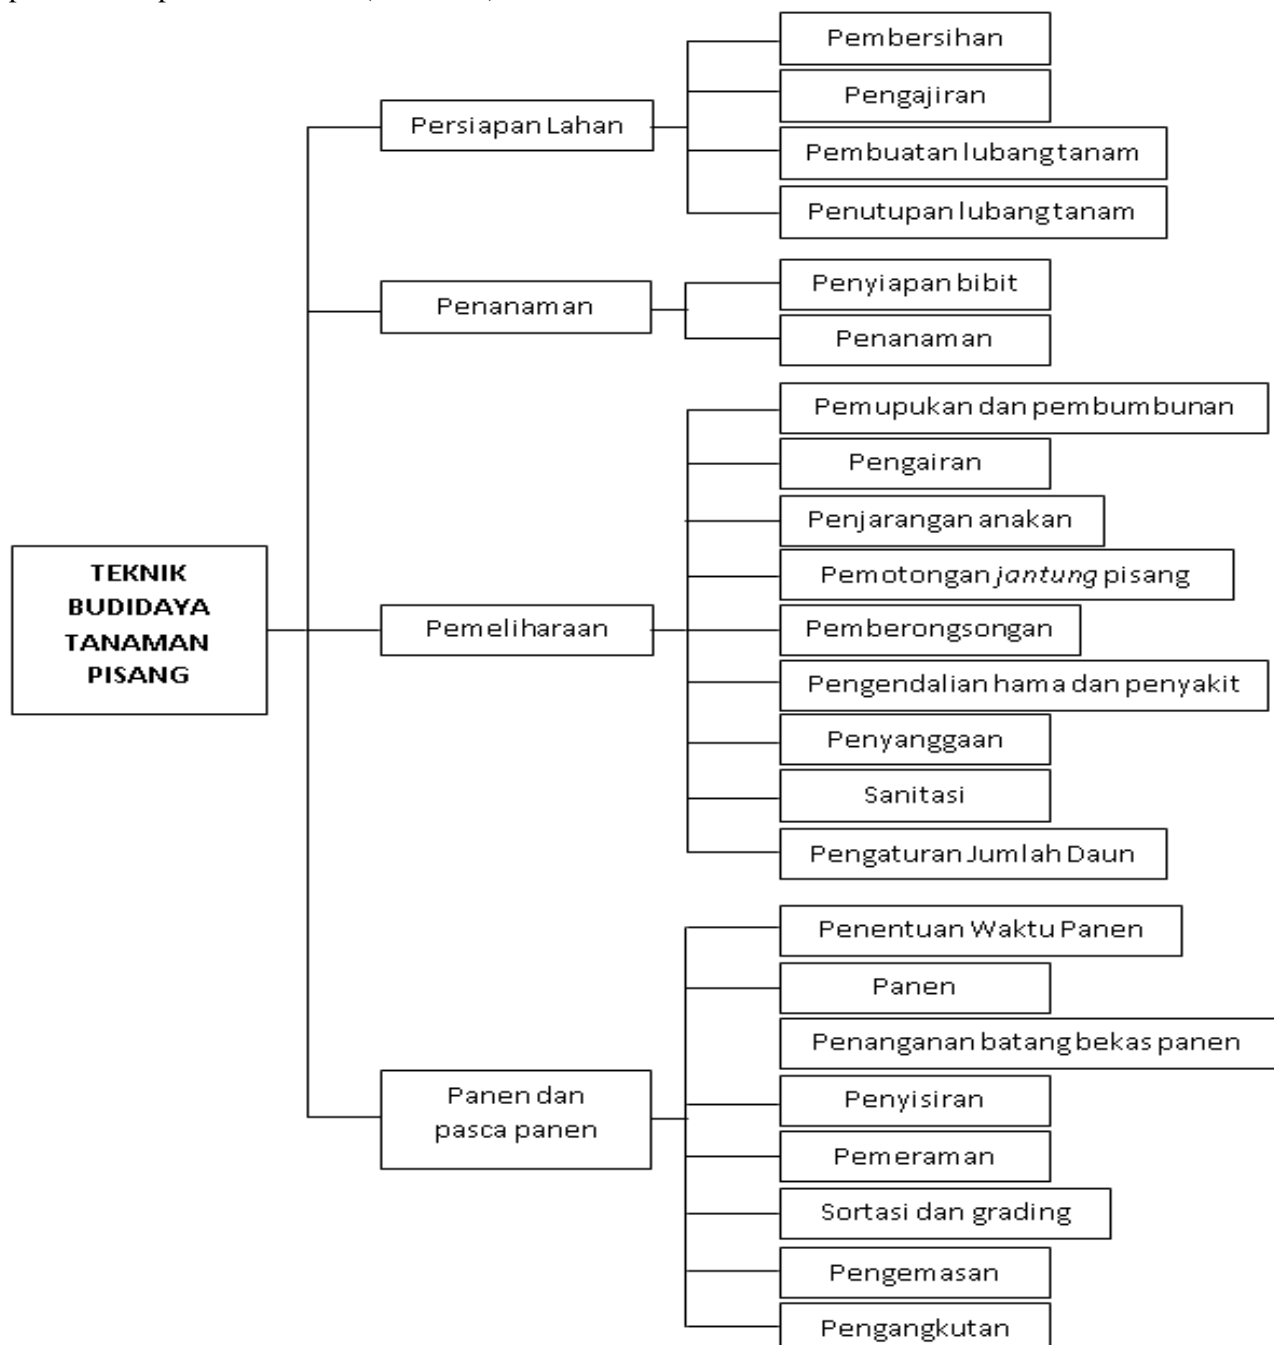 Pembersihan
Pengajiran
Persiapan Lahan
Pembuatan lubang tanam
Penutupan lubang tanam
Penyiapan bibit
Penanaman
Penanaman
Pemupukan dan pembumbunan
Pengairan
Penjarangan anakan
TEKNIK
BUDIDAYA
TANAMAN
PISANG
Pemotongan jantung pisang
Pemeliharaan
Pemberongsongan
Pengendalian hama dan penyakit
Penyanggaan
Sanitasi
Pengaturan Jumlah Daun
Penentuan Waktu Panen
Panen
Penanganan batang bekas panen
Panen dan
pasca panen
Penyisiran
Pemeraman
Sortasi dan grading
Pengemasan
Pengangkutan